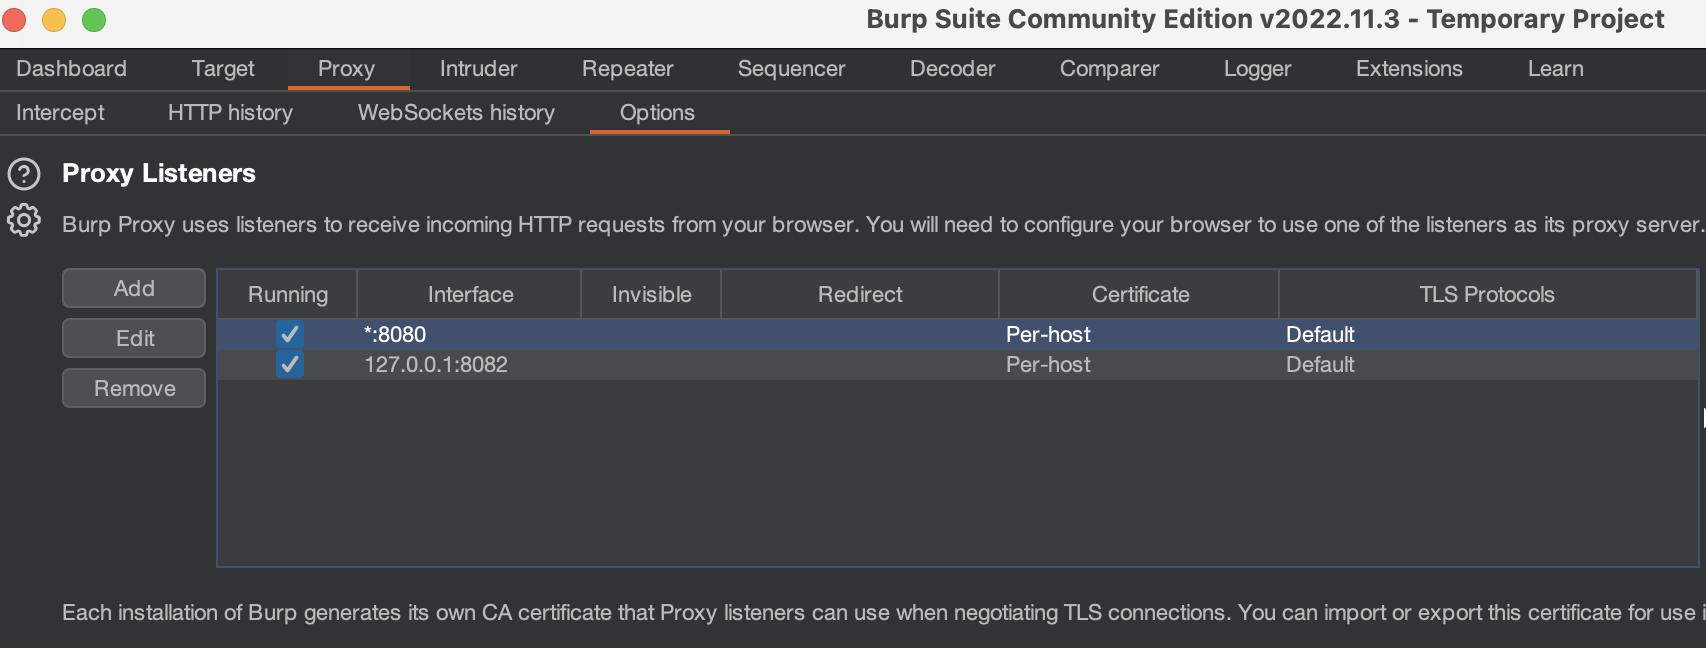 Burp Suite Community Edition v2022.11.3 - Temporary Project
Dashboard Target Proxy Intruder Repeater Sequencer Decoder Comparer Logger Extensions Learn
Intercept HTTP history WebSockets history Options
? Proxy Listeners
Burp Proxy uses listeners to receive incoming HTTP requests from your browser. You will need to configure your browser to use one of the listeners as its proxy server.
Add
Edit
Remove
Running Interface Invisible Redirect Certificate TLS Protocols
*:8080 Per-host Default
127.0.0.1:8082 Per-host Default
Each installation of Burp generates its own CA certificate that Proxy listeners can use when negotiating TLS connections. You can import or export this certificate for use